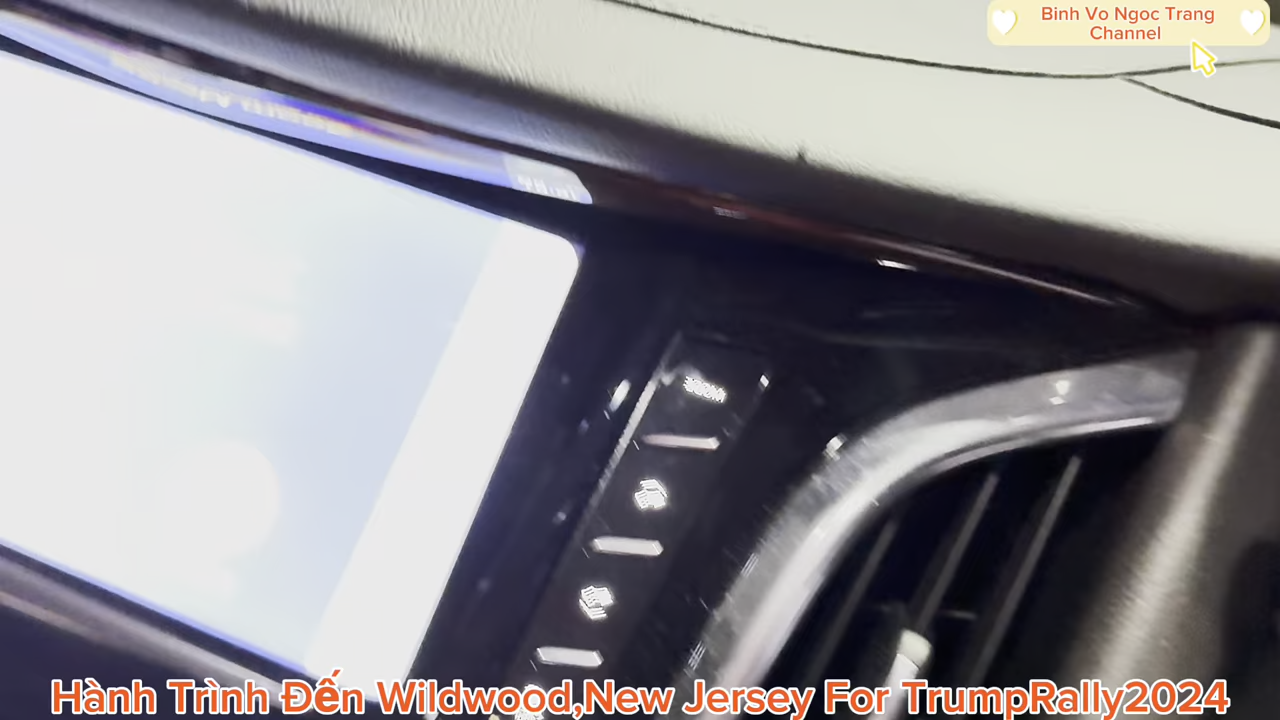 Binh Vo Ngoc Trang
Channel
Hành Trình Đến Wildwood,New Jersey For TrumpRally2024